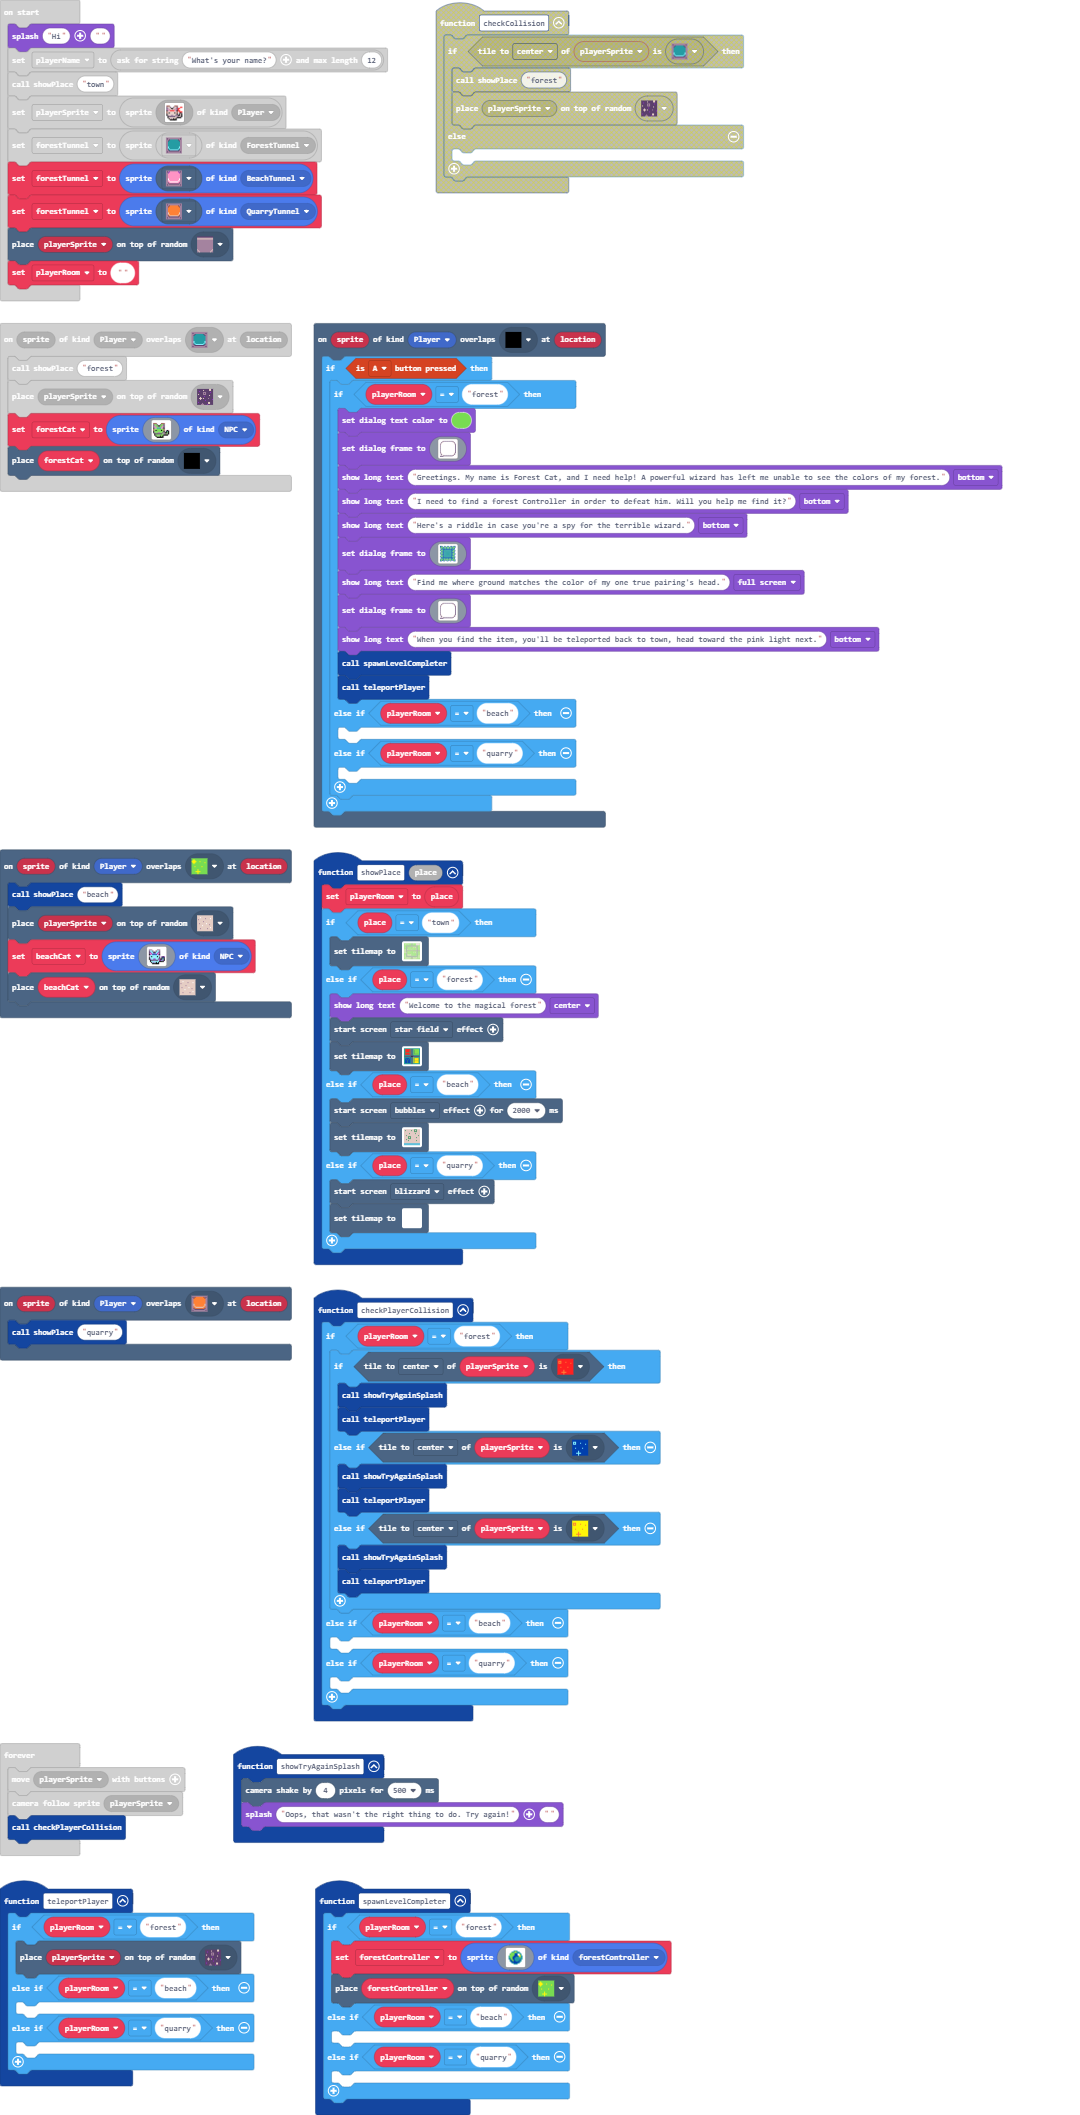 on start
splash "Hi" ""
set playerName to ask for string "What's your name?" and max length 12
call showPlace "town"
set playerSprite to sprite of kind Player
set forestTunnel to sprite of kind ForestTunnel
set forestTunnel to sprite of kind BeachTunnel
set forestTunnel to sprite of kind QuarryTunnel
place playerSprite on top of random
set playerRoom to ""
function checkCollision
if tile to center of playerSprite is then
call showPlace "forest"
place playerSprite on top of random
else
on sprite of kind Player overlaps at location
call showPlace "forest"
place playerSprite on top of random
set forestCat to sprite of kind NPC
place forestCat on top of random
on sprite of kind Player overlaps at location
if is A button pressed then
if playerRoom = "forest" then
set dialog text color to
set dialog frame to
show long text "Greetings. My name is Forest Cat, and I need help! A powerful wizard has left me unable to see the colors of my forest." bottom
show long text "I need to find a forest Controller in order to defeat him. Will you help me find it?" bottom
show long text "Here's a riddle in case you're a spy for the terrible wizard." bottom
set dialog frame to
show long text "Find me where ground matches the color of my one true pairing's head." full screen
set dialog frame to
show long text "When you find the item, you'll be teleported back to town, head toward the pink light next." bottom
call spawnLevelCompleter
call teleportPlayer
else if playerRoom = "beach" then
else if playerRoom = "quarry" then
on sprite of kind Player overlaps at location
call showPlace "beach"
place playerSprite on top of random
set beachCat to sprite of kind NPC
place beachCat on top of random
function showPlace place
set playerRoom to place
if place = "town" then
set tilemap to
else if place = "forest" then
show long text "Welcome to the magical forest" center
start screen star field effect
set tilemap to
else if place = "beach" then
start screen bubbles effect for 2000 ms
set tilemap to
else if place = "quarry" then
start screen blizzard effect
set tilemap to
on sprite of kind Player overlaps at location
call showPlace "quarry"
function checkPlayerCollision
if playerRoom = "forest" then
if tile to center of playerSprite is then
call showTryAgainSplash
call teleportPlayer
else if tile to center of playerSprite is then
call showTryAgainSplash
call teleportPlayer
else if tile to center of playerSprite is then
call showTryAgainSplash
call teleportPlayer
else if playerRoom = "beach" then
else if playerRoom = "quarry" then
forever
move playerSprite with buttons
camera follow sprite playerSprite
call checkPlayerCollision
function showTryAgainSplash
camera shake by 4 pixels for 500 ms
splash "Oops, that wasn't the right thing to do. Try again!" ""
function teleportPlayer
if playerRoom = "forest" then
place playerSprite on top of random
else if playerRoom = "beach" then
else if playerRoom = "quarry" then
function spawnLevelCompleter
if playerRoom = "forest" then
set forestController to sprite of kind forestController
place forestController on top of random
else if playerRoom = "beach" then
else if playerRoom = "quarry" then